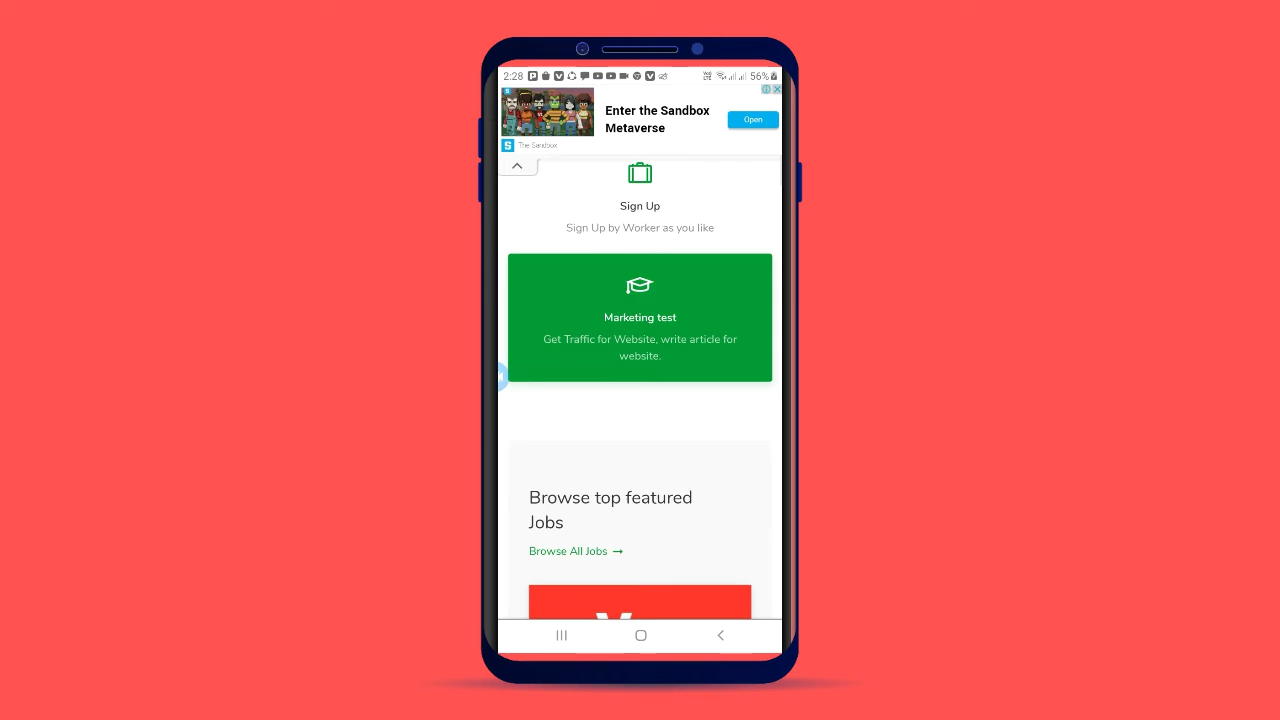 2:28
56%
Enter the Sandbox
Metaverse
Open
S
The Sandbox
Sign Up
Sign Up by Worker as you like
Marketing test
Get Traffic for Website, write article for
website.
Browse top featured
Jobs
Browse All Jobs →